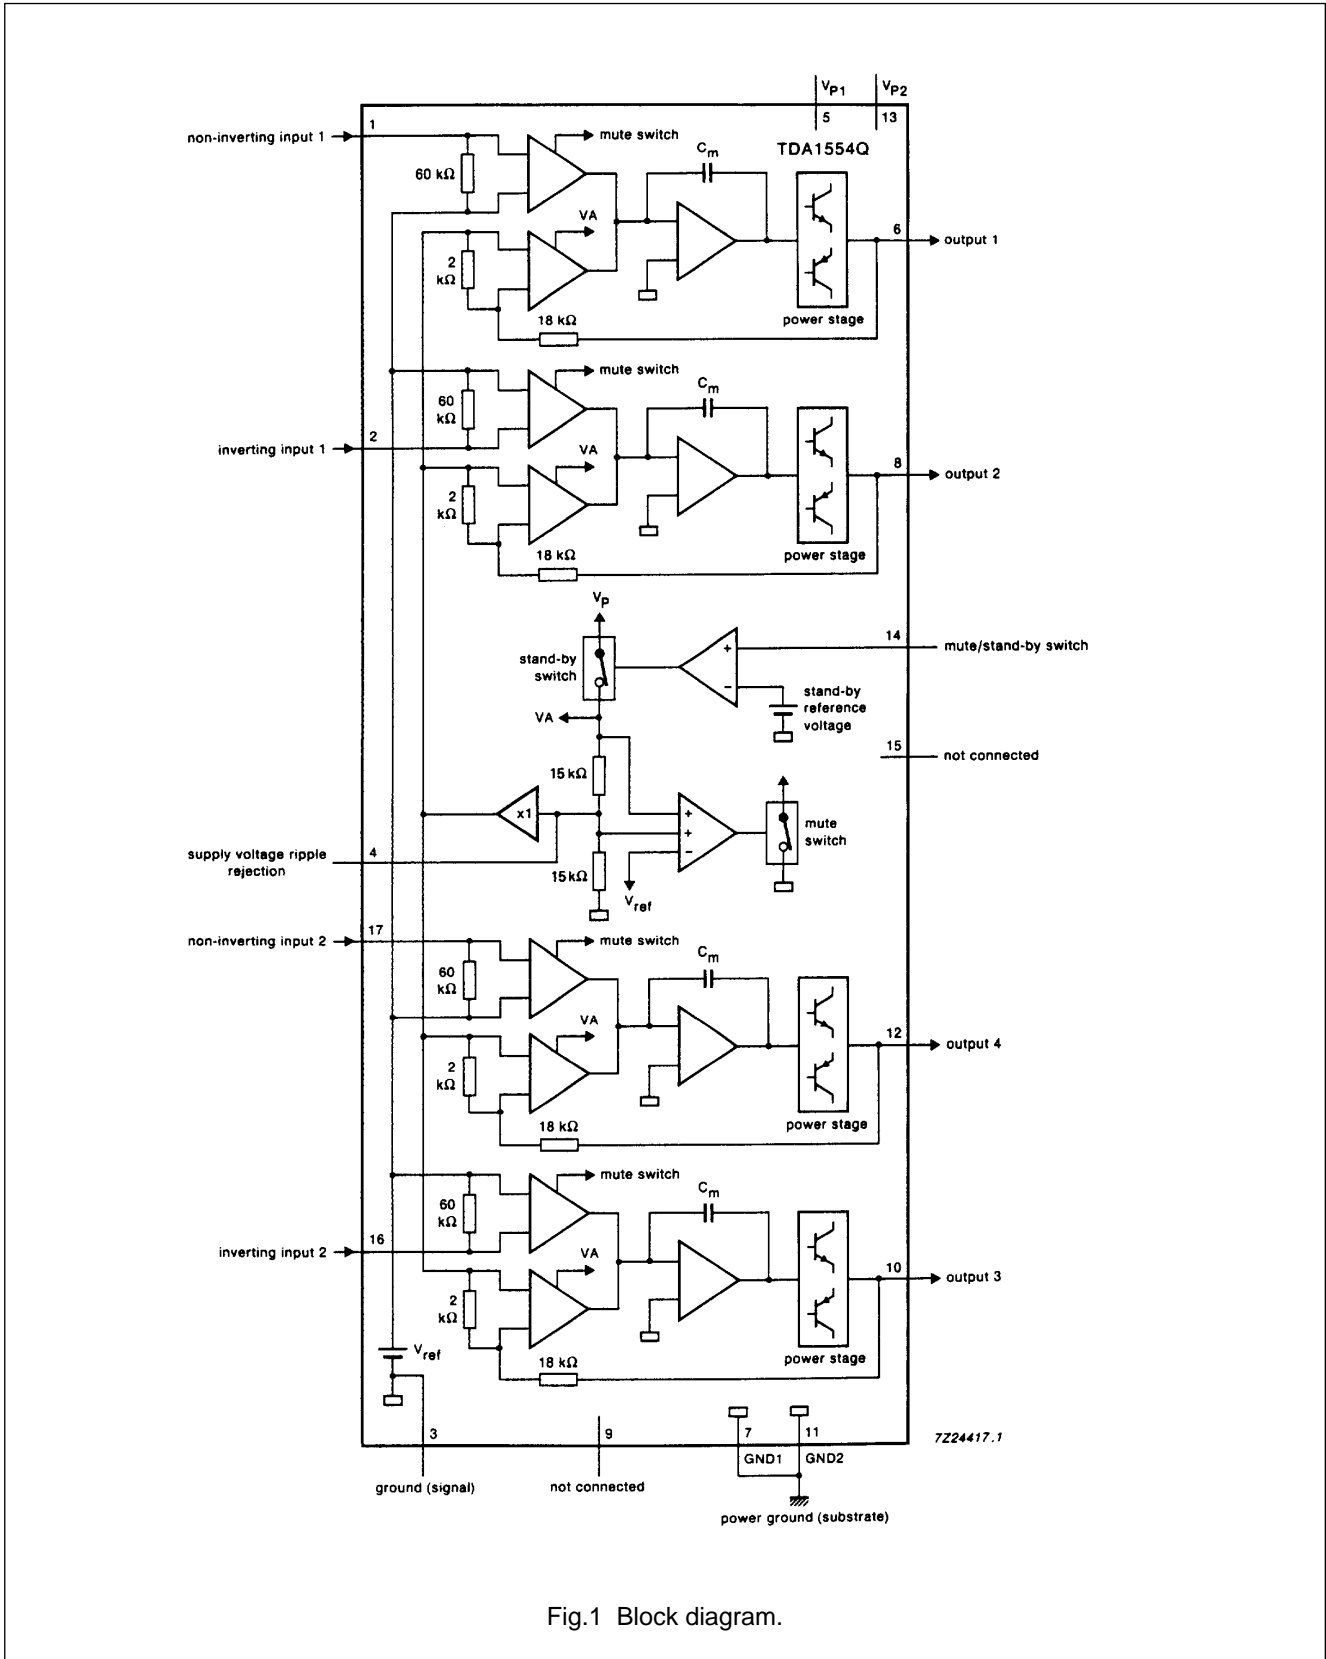 VP1
VP2
5
13
TDA1554Q
non-inverting input 1
1
mute switch
60 kΩ
Cm
VA
2
kΩ
6
output 1
18 kΩ
power stage
mute switch
60
kΩ
Cm
inverting input 1
2
VA
2
kΩ
8
output 2
18 kΩ
power stage
VP
stand-by
switch
+
−
14
mute/stand-by switch
stand-by
reference
voltage
VA
15
not connected
15 kΩ
x1
+
+
−
mute
switch
supply voltage ripple
rejection
4
15 kΩ
Vref
non-inverting input 2
17
mute switch
60
kΩ
Cm
VA
2
kΩ
12
output 4
18 kΩ
power stage
mute switch
60
kΩ
Cm
inverting input 2
16
VA
2
kΩ
10
output 3
18 kΩ
power stage
Vref
3
9
7
11
GND1
GND2
7Z24417.1
ground (signal)
not connected
power ground (substrate)
Fig.1 Block diagram.